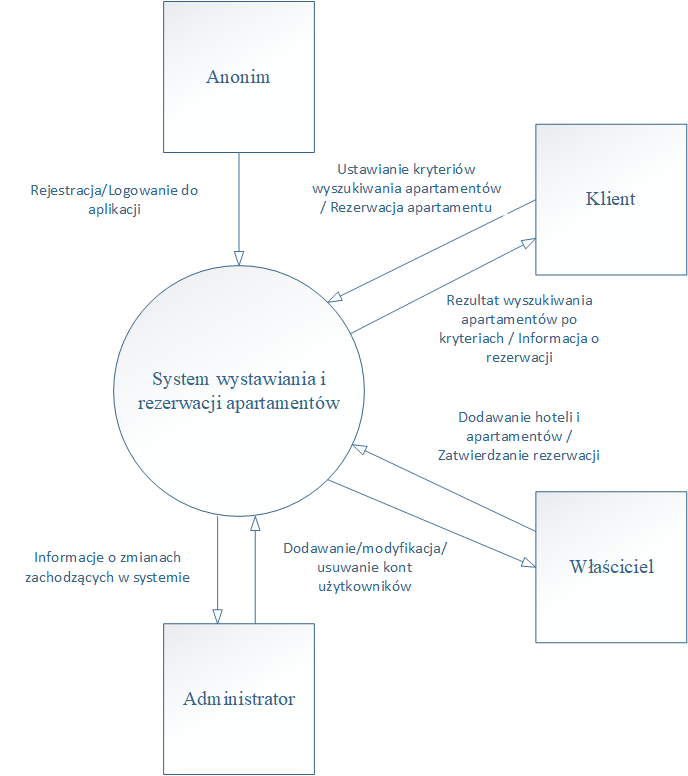 Anonim
Rejestracja/Logowanie do
aplikacji
Ustawianie kryteriów
wyszukiwania apartamentów
/ Rezerwacja apartamentu
Klient
Rezultat wyszukiwania
apartamentów po
kryteriach / Informacja o
rezerwacji
System wystawiania i
rezerwacji apartamentów
Dodawanie hoteli i
apartamentów /
Zatwierdzanie rezerwacji
Właściciel
Informacje o zmianach
zachodzących w systemie
Dodawanie/modyfikacja/
usuwanie kont
użytkowników
Administrator